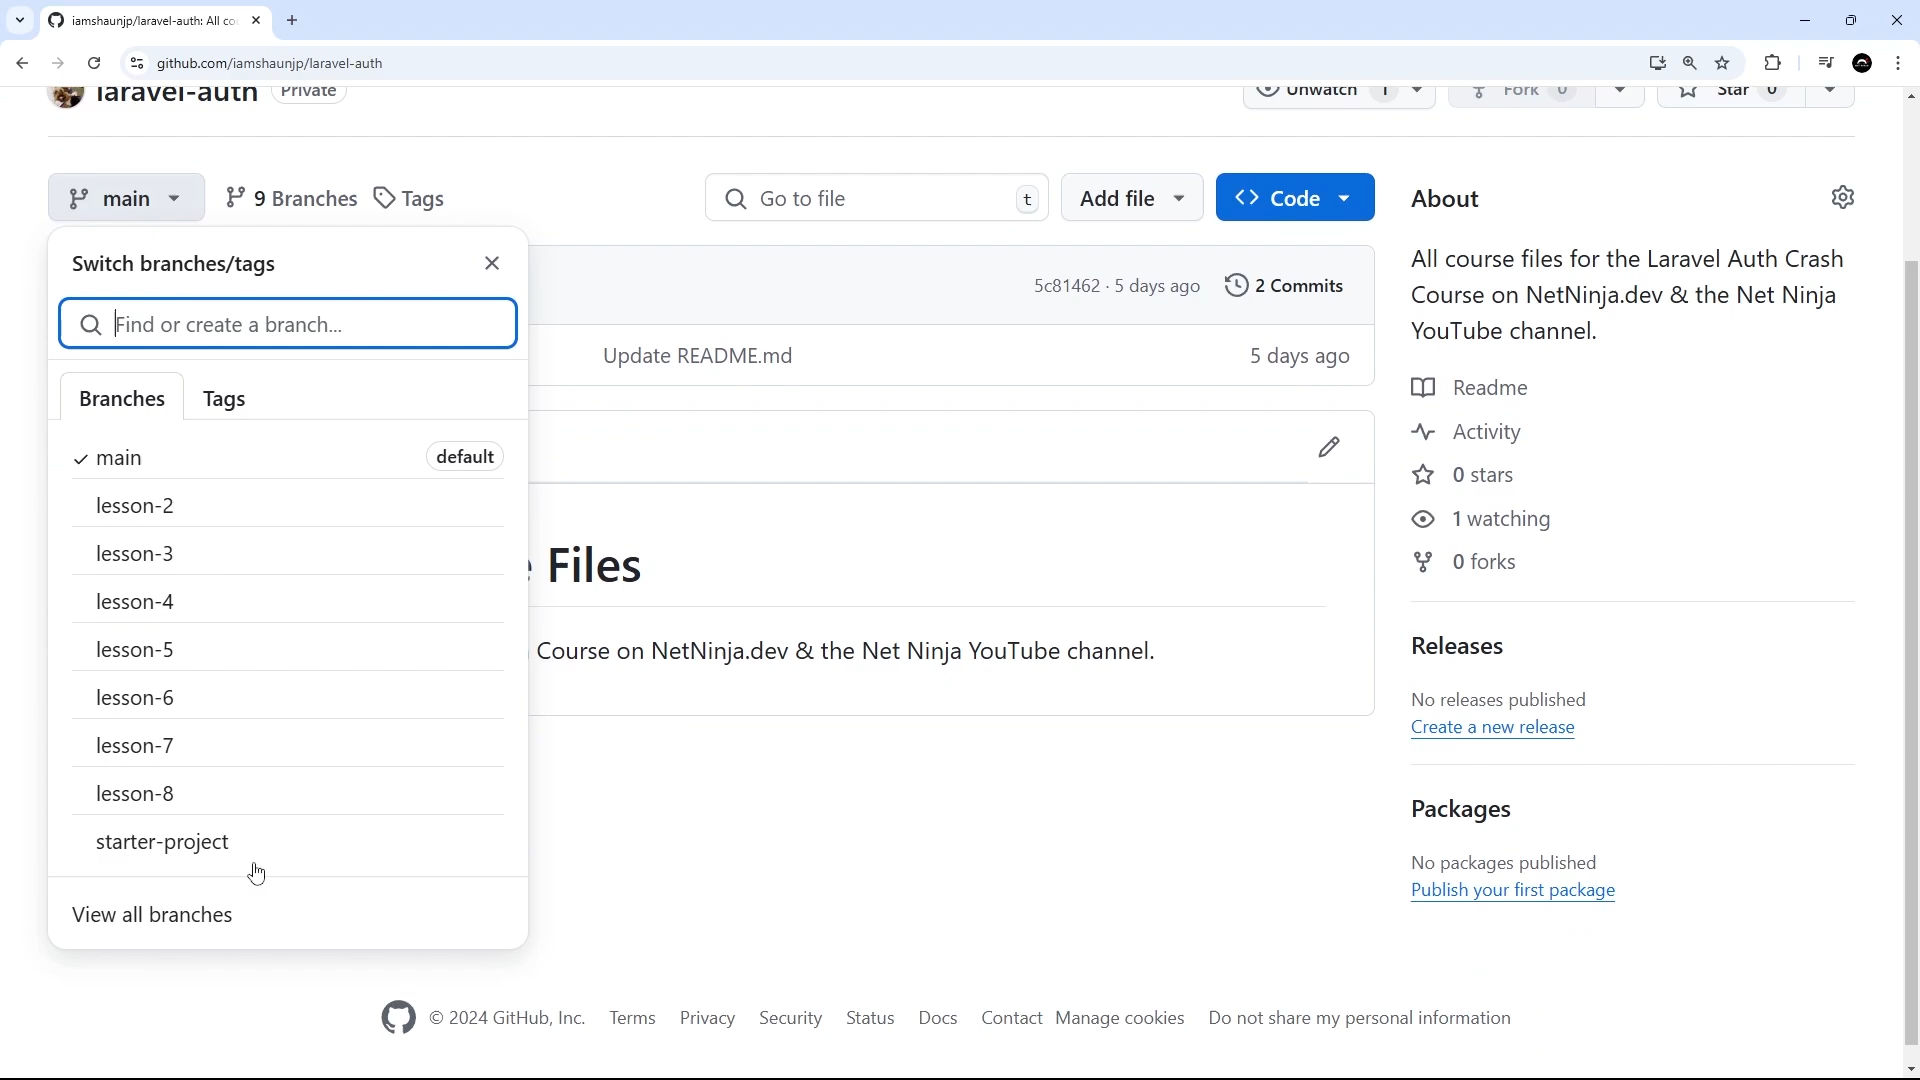 iamshaunjp/laravel-auth: All co
github.com/iamshaunjp/laravel-auth
laravel-auth Private
Unwatch 1
Fork 0
Star 0
main
9 Branches
Tags
Go to file
t
Add file
<> Code
About
Switch branches/tags
Find or create a branch...
Branches
Tags
main
default
lesson-2
lesson-3
lesson-4
lesson-5
lesson-6
lesson-7
lesson-8
starter-project
View all branches
5c81462 · 5 days ago
2 Commits
Update README.md
5 days ago
Files
Course on NetNinja.dev & the Net Ninja YouTube channel.
All course files for the Laravel Auth Crash
Course on NetNinja.dev & the Net Ninja
YouTube channel.
Readme
Activity
0 stars
1 watching
0 forks
Releases
No releases published
Create a new release
Packages
No packages published
Publish your first package
© 2024 GitHub, Inc.
Terms
Privacy
Security
Status
Docs
Contact
Manage cookies
Do not share my personal information